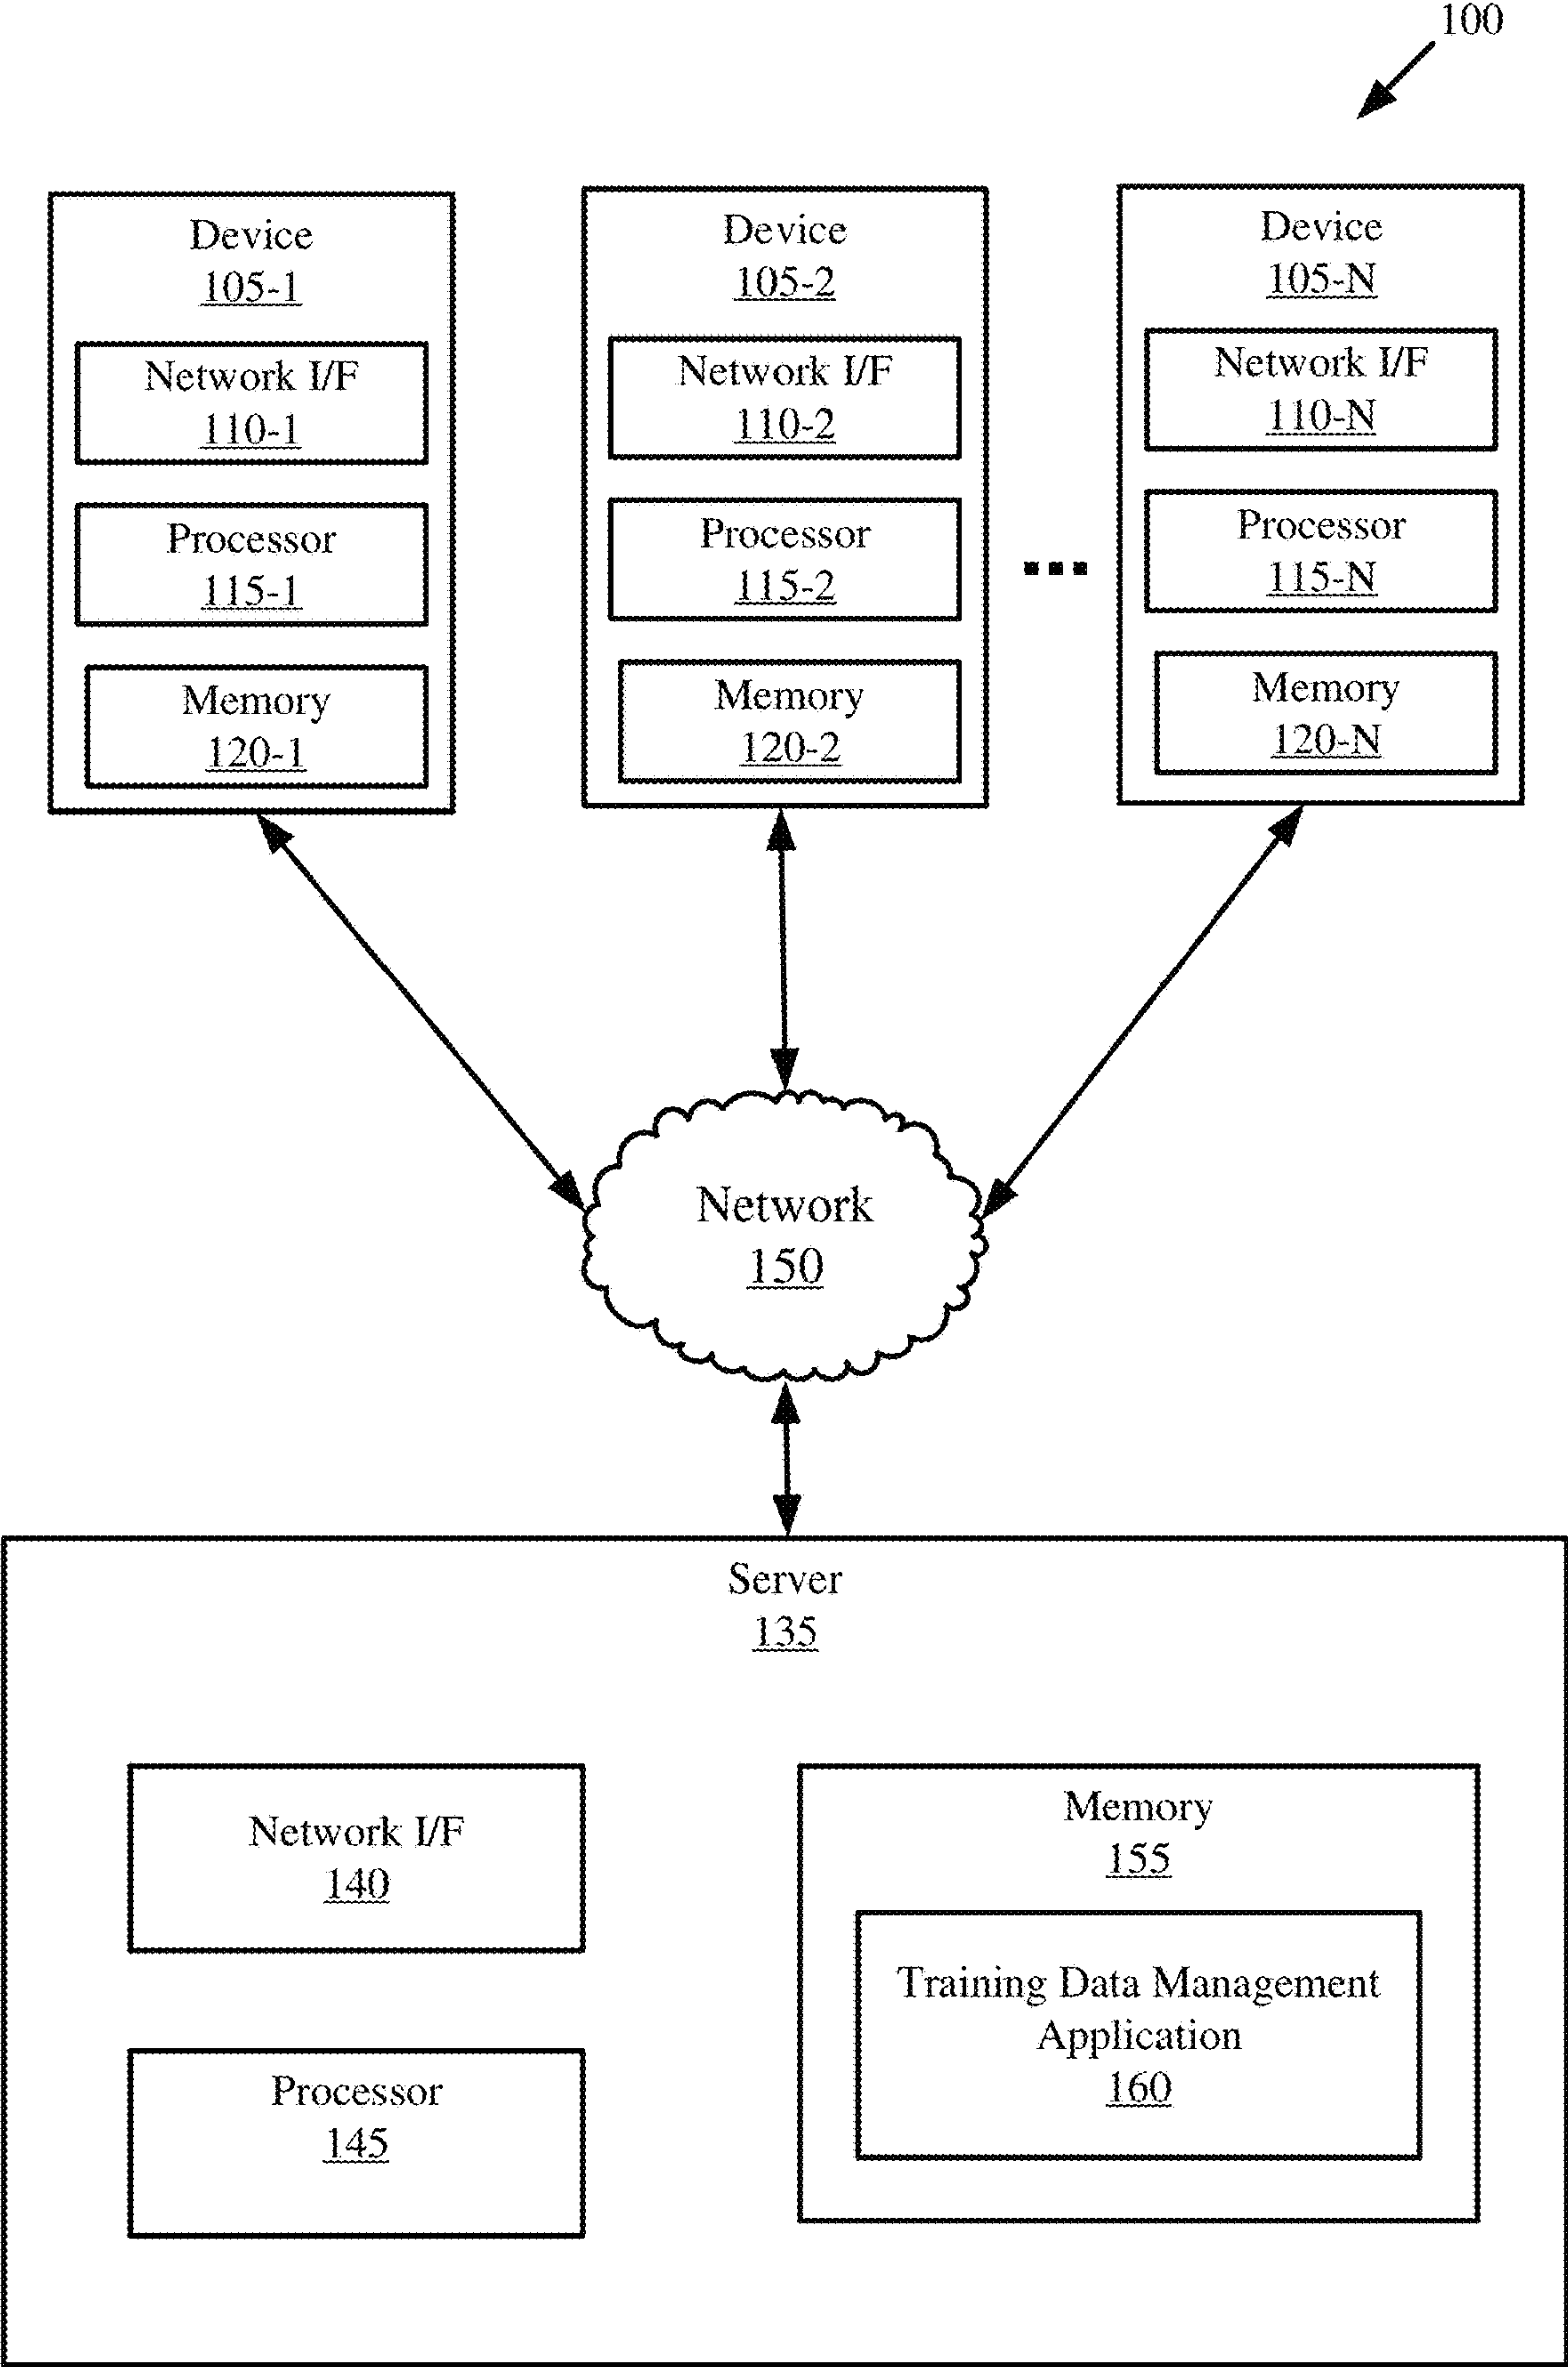 100
Device
105-1
Network I/F
110-1
Processor
115-1
Memory
120-1
Device
105-2
Network I/F
110-2
Processor
115-2
Memory
120-2
...
Device
105-N
Network I/F
110-N
Processor
115-N
Memory
120-N
Network
150
Server
135
Network I/F
140
Processor
145
Memory
155
Training Data Management
Application
160